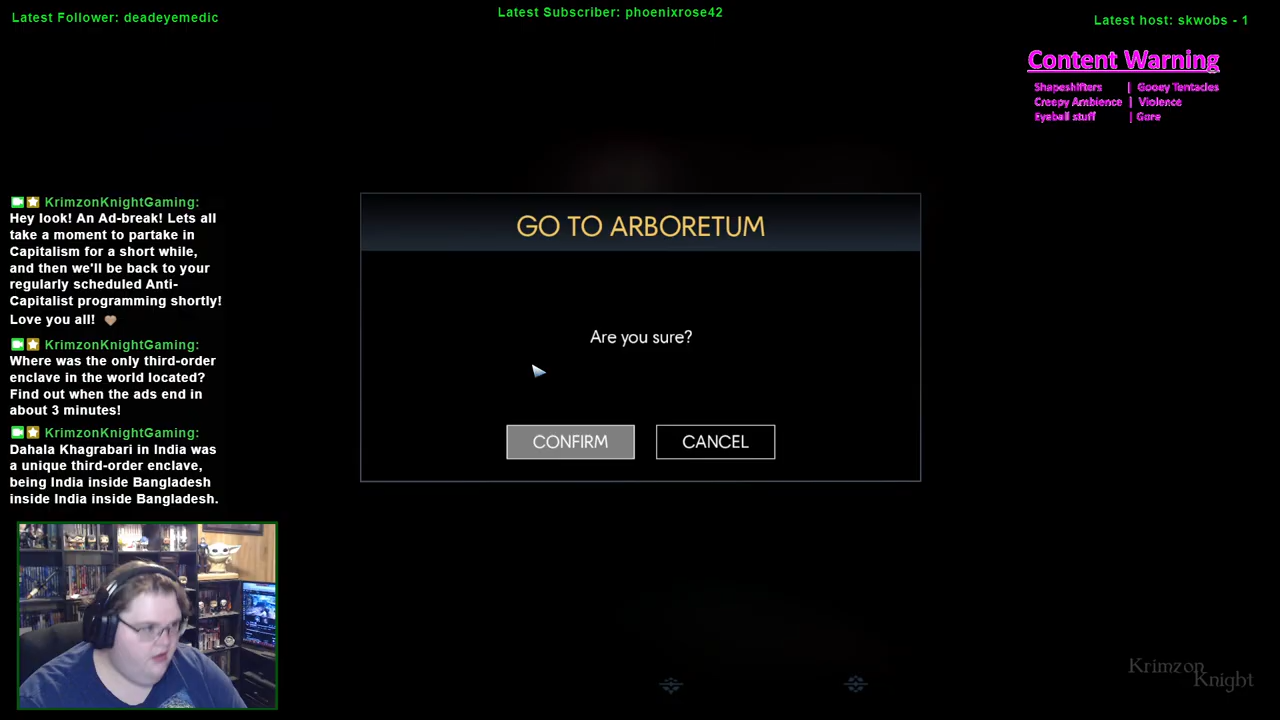 Latest Follower: deadeyemedic
Latest Subscriber: phoenixrose42
Latest host: skwobs - 1
Content Warning
Shapeshifters | Gooey Tentacles
Creepy Ambience | Violence
Eyeball stuff | Gore
KrimzonKnightGaming:
Hey look! An Ad-break! Lets all
take a moment to partake in
Capitalism for a short while,
and then we'll be back to your
regularly scheduled Anti-
Capitalist programming shortly!
Love you all!
KrimzonKnightGaming:
Where was the only third-order
enclave in the world located?
Find out when the ads end in
about 3 minutes!
KrimzonKnightGaming:
Dahala Khagrabari in India was
a unique third-order enclave,
being India inside Bangladesh
inside India inside Bangladesh.
GO TO ARBORETUM
Are you sure?
CONFIRM
CANCEL
Krimzon
Knight